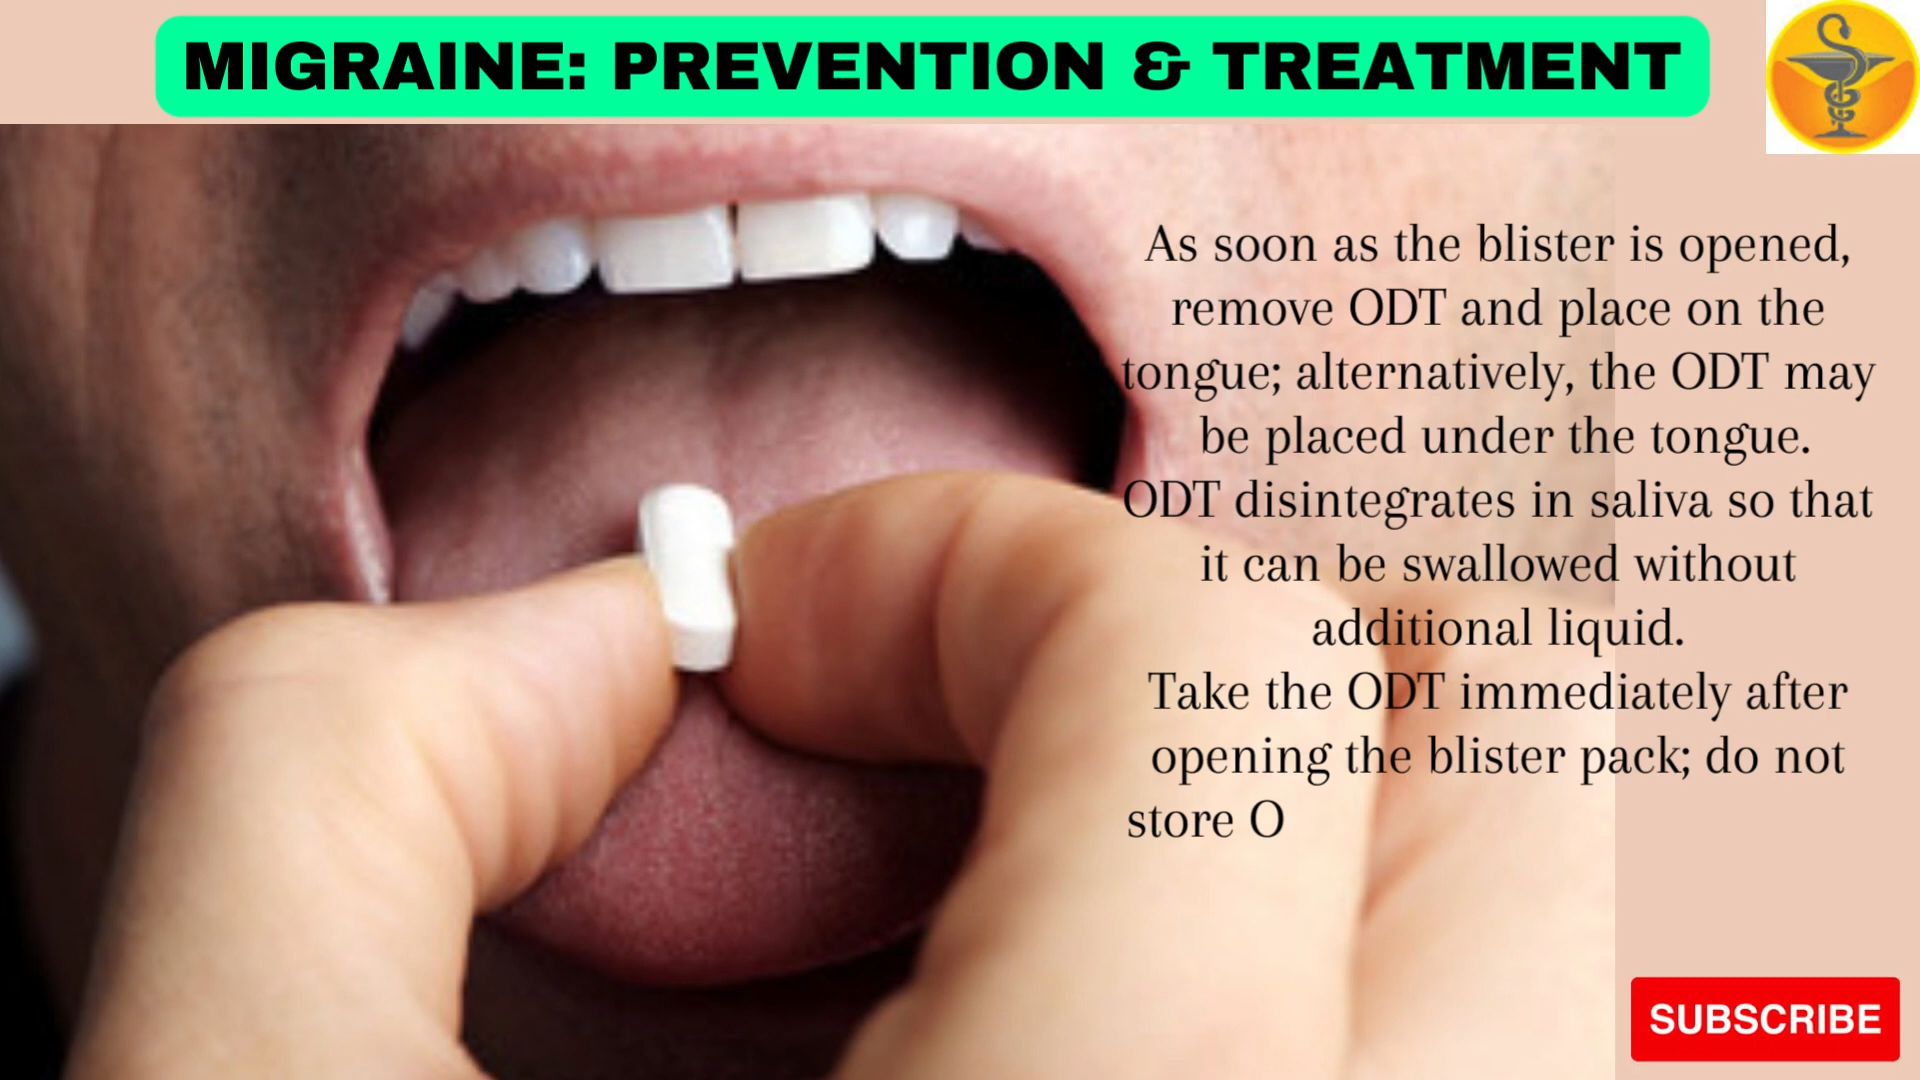 MIGRAINE: PREVENTION & TREATMENT
As soon as the blister is opened,
remove ODT and place on the
tongue; alternatively, the ODT may
be placed under the tongue.
ODT disintegrates in saliva so that
it can be swallowed without
additional liquid.
Take the ODT immediately after
opening the blister pack; do not
store O
SUBSCRIBE